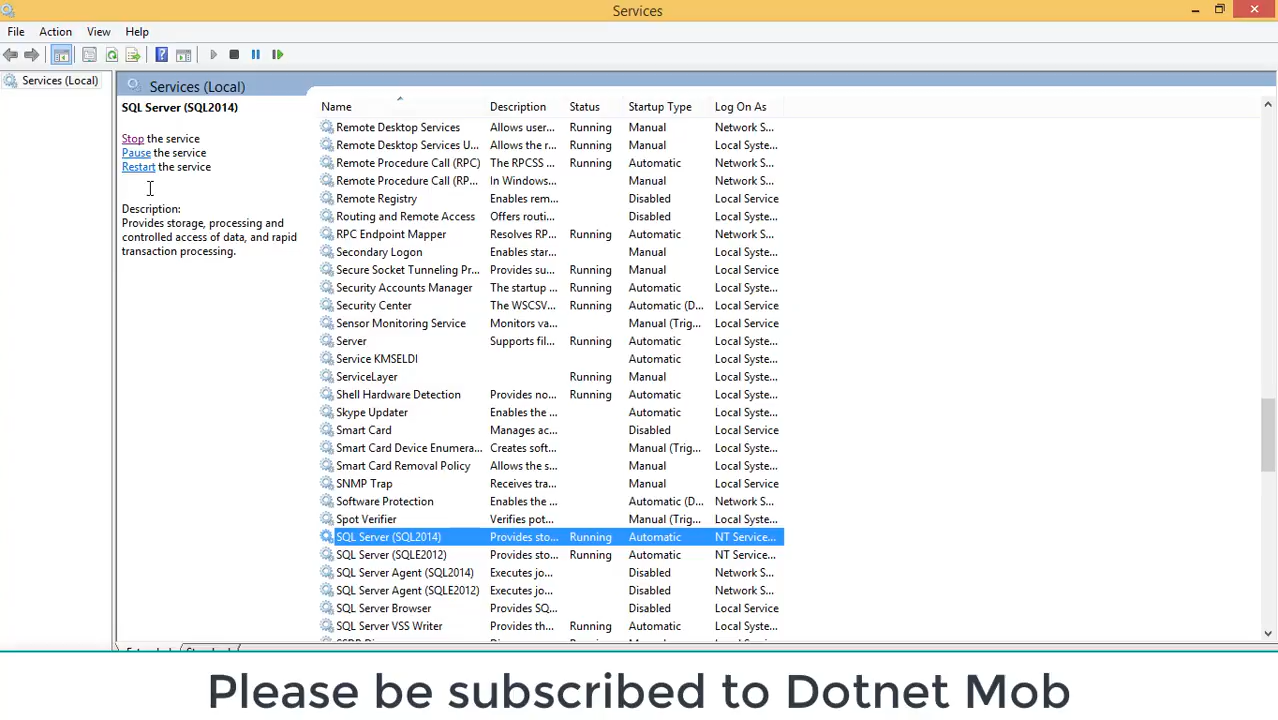 Services
File Action View Help
Services (Local)
Services (Local)
SQL Server (SQL2014)
Stop the service
Pause the service
Restart the service
Description:
Provides storage, processing and
controlled access of data, and rapid
transaction processing.
Name Description Status Startup Type Log On As
Remote Desktop Services Allows user... Running Manual Network S...
Remote Desktop Services U... Allows the r... Running Manual Local Syste...
Remote Procedure Call (RPC) The RPCSS ... Running Automatic Network S...
Remote Procedure Call (RP... In Windows... Manual Network S...
Remote Registry Enables rem... Disabled Local Service
Routing and Remote Access Offers routi... Disabled Local Syste...
RPC Endpoint Mapper Resolves RP... Running Automatic Network S...
Secondary Logon Enables star... Manual Local Syste...
Secure Socket Tunneling Pr... Provides su... Running Manual Local Service
Security Accounts Manager The startup ... Running Automatic Local Syste...
Security Center The WSCSV... Running Automatic (D... Local Service
Sensor Monitoring Service Monitors va... Manual (Trig... Local Service
Server Supports fil... Running Automatic Local Syste...
Service KMSELDI Automatic Local Syste...
ServiceLayer Running Manual Local Syste...
Shell Hardware Detection Provides no... Running Automatic Local Syste...
Skype Updater Enables the ... Automatic Local Syste...
Smart Card Manages ac... Disabled Local Service
Smart Card Device Enumera... Creates soft... Manual (Trig... Local Syste...
Smart Card Removal Policy Allows the s... Manual Local Syste...
SNMP Trap Receives tra... Manual Local Service
Software Protection Enables the ... Automatic (D... Network S...
Spot Verifier Verifies pot... Manual (Trig... Local Syste...
SQL Server (SQL2014) Provides sto... Running Automatic NT Service...
SQL Server (SQLE2012) Provides sto... Running Automatic NT Service...
SQL Server Agent (SQL2014) Executes jo... Disabled Network S...
SQL Server Agent (SQLE2012) Executes jo... Disabled Network S...
SQL Server Browser Provides SQ... Disabled Local Service
SQL Server VSS Writer Provides th... Running Automatic Local Syste...
Please be subscribed to Dotnet Mob